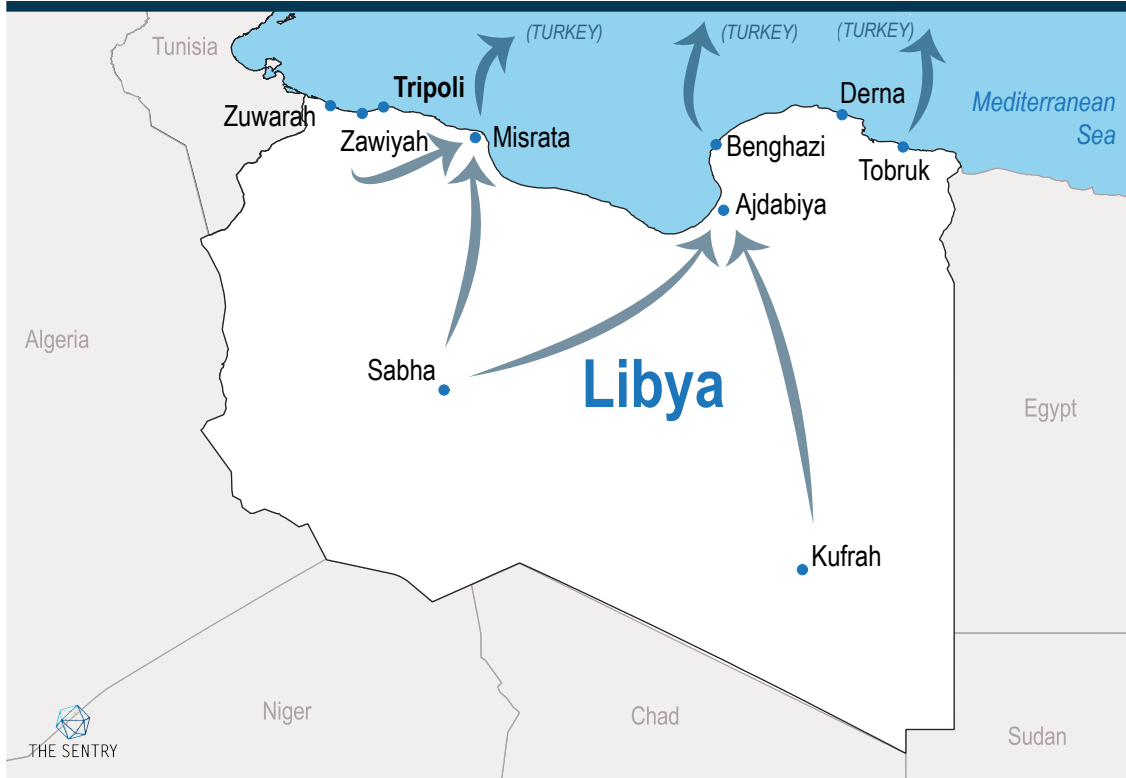 (TURKEY)
(TURKEY)
(TURKEY)
Tunisia
Tripoli
Derna
Mediterranean
Sea
Zuwarah
Zawiyah
Misrata
Benghazi
Tobruk
Ajdabiya
Algeria
Sabha
Libya
Egypt
Kufrah
Niger
Chad
Sudan
THE SENTRY